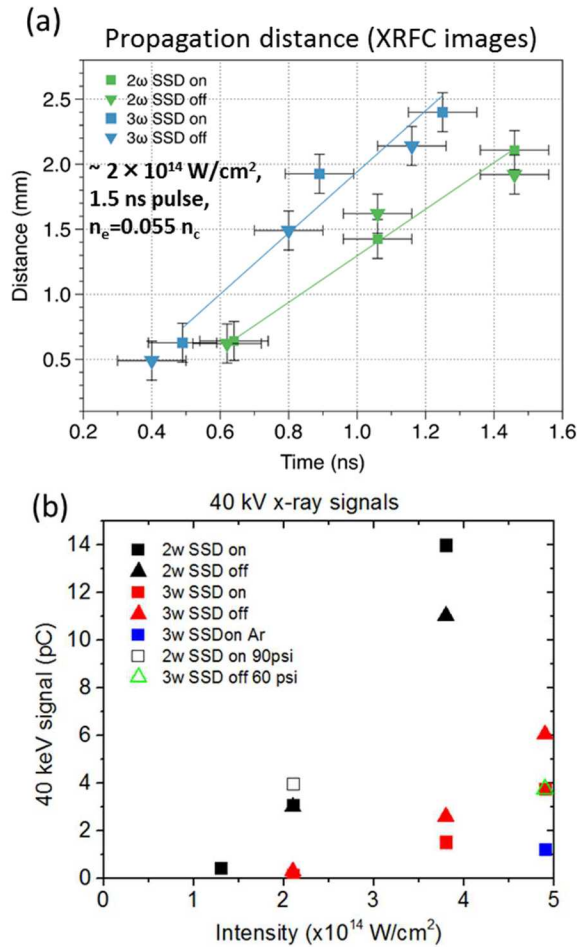 (a)
Propagation distance (XRFC images)
2ω SSD on
2ω SSD off
3ω SSD on
3ω SSD off
~ 2 × 10¹⁴ W/cm²,
1.5 ns pulse,
nₑ=0.055 n꜀
Distance (mm)
2.5
2.0
1.5
1.0
0.5
0.2
0.4
0.6
0.8
1.0
1.2
1.4
1.6
Time (ns)
(b)
40 kV x-ray signals
2w SSD on
2w SSD off
3w SSD on
3w SSD off
3w SSDon Ar
2w SSD on 90psi
3w SSD off 60 psi
40 keV signal (pC)
14
12
10
8
6
4
2
0
0
1
2
3
4
5
Intensity (x10¹⁴ W/cm²)